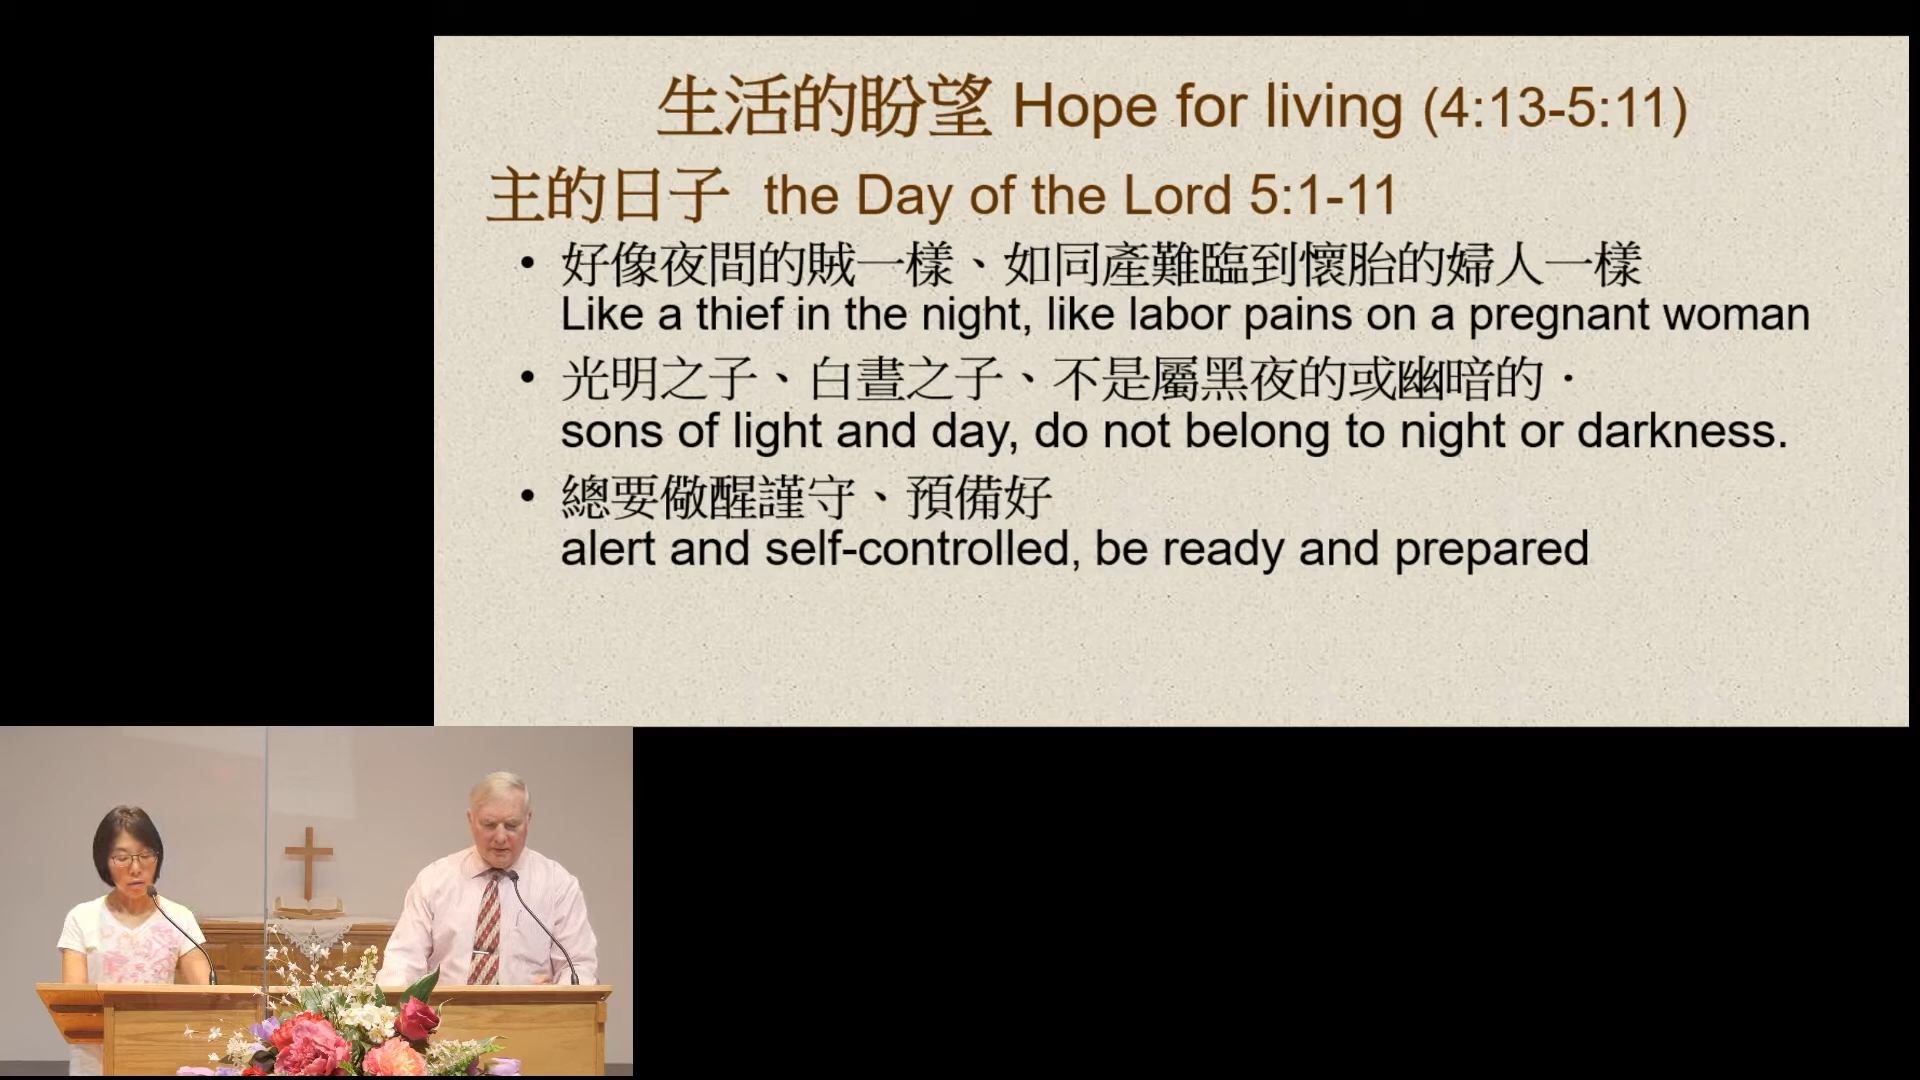 生活的盼望 Hope for living (4:13-5:11)
主的日子 the Day of the Lord 5:1-11
• 好像夜間的賊一樣、如同產難臨到懷胎的婦人一樣
Like a thief in the night, like labor pains on a pregnant woman
• 光明之子、白晝之子、不是屬黑夜的或幽暗的．
sons of light and day, do not belong to night or darkness.
• 總要儆醒謹守、預備好
alert and self-controlled, be ready and prepared